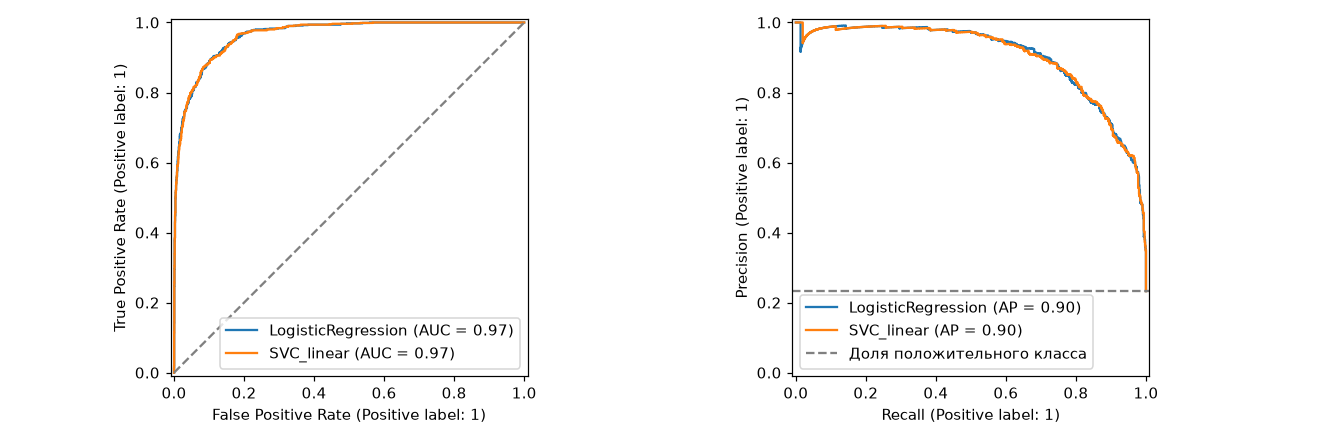 True Positive Rate (Positive label: 1)
1.0
0.8
0.6
0.4
0.2
0.0
LogisticRegression (AUC = 0.97)
SVC_linear (AUC = 0.97)
0.0 0.2 0.4 0.6 0.8 1.0
False Positive Rate (Positive label: 1)
Precision (Positive label: 1)
1.0
0.8
0.6
0.4
0.2
0.0
LogisticRegression (AP = 0.90)
SVC_linear (AP = 0.90)
Доля положительного класса
0.0 0.2 0.4 0.6 0.8 1.0
Recall (Positive label: 1)